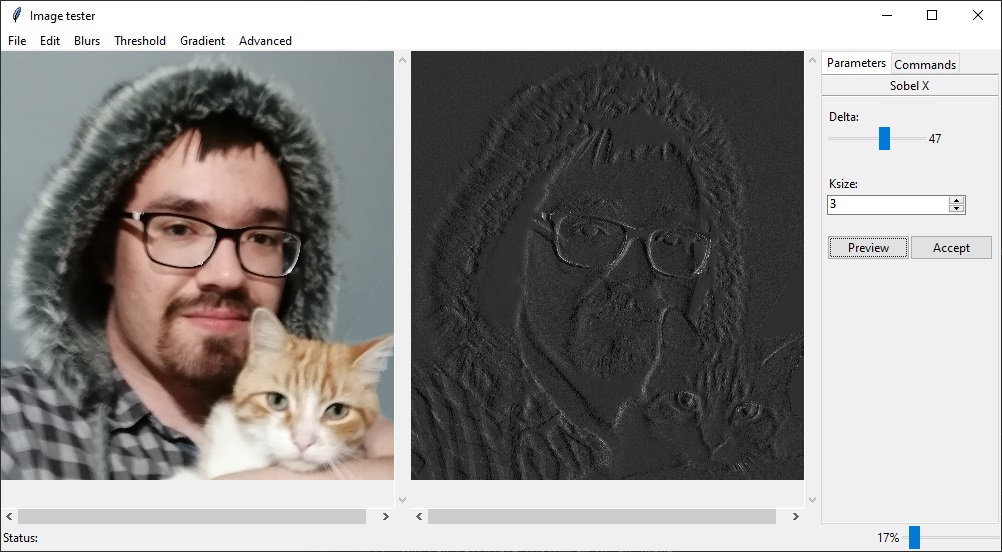 Image tester
File Edit Blurs Threshold Gradient Advanced
Parameters Commands
Sobel X
Delta:
47
Ksize:
3
Preview Accept
Status:
17%